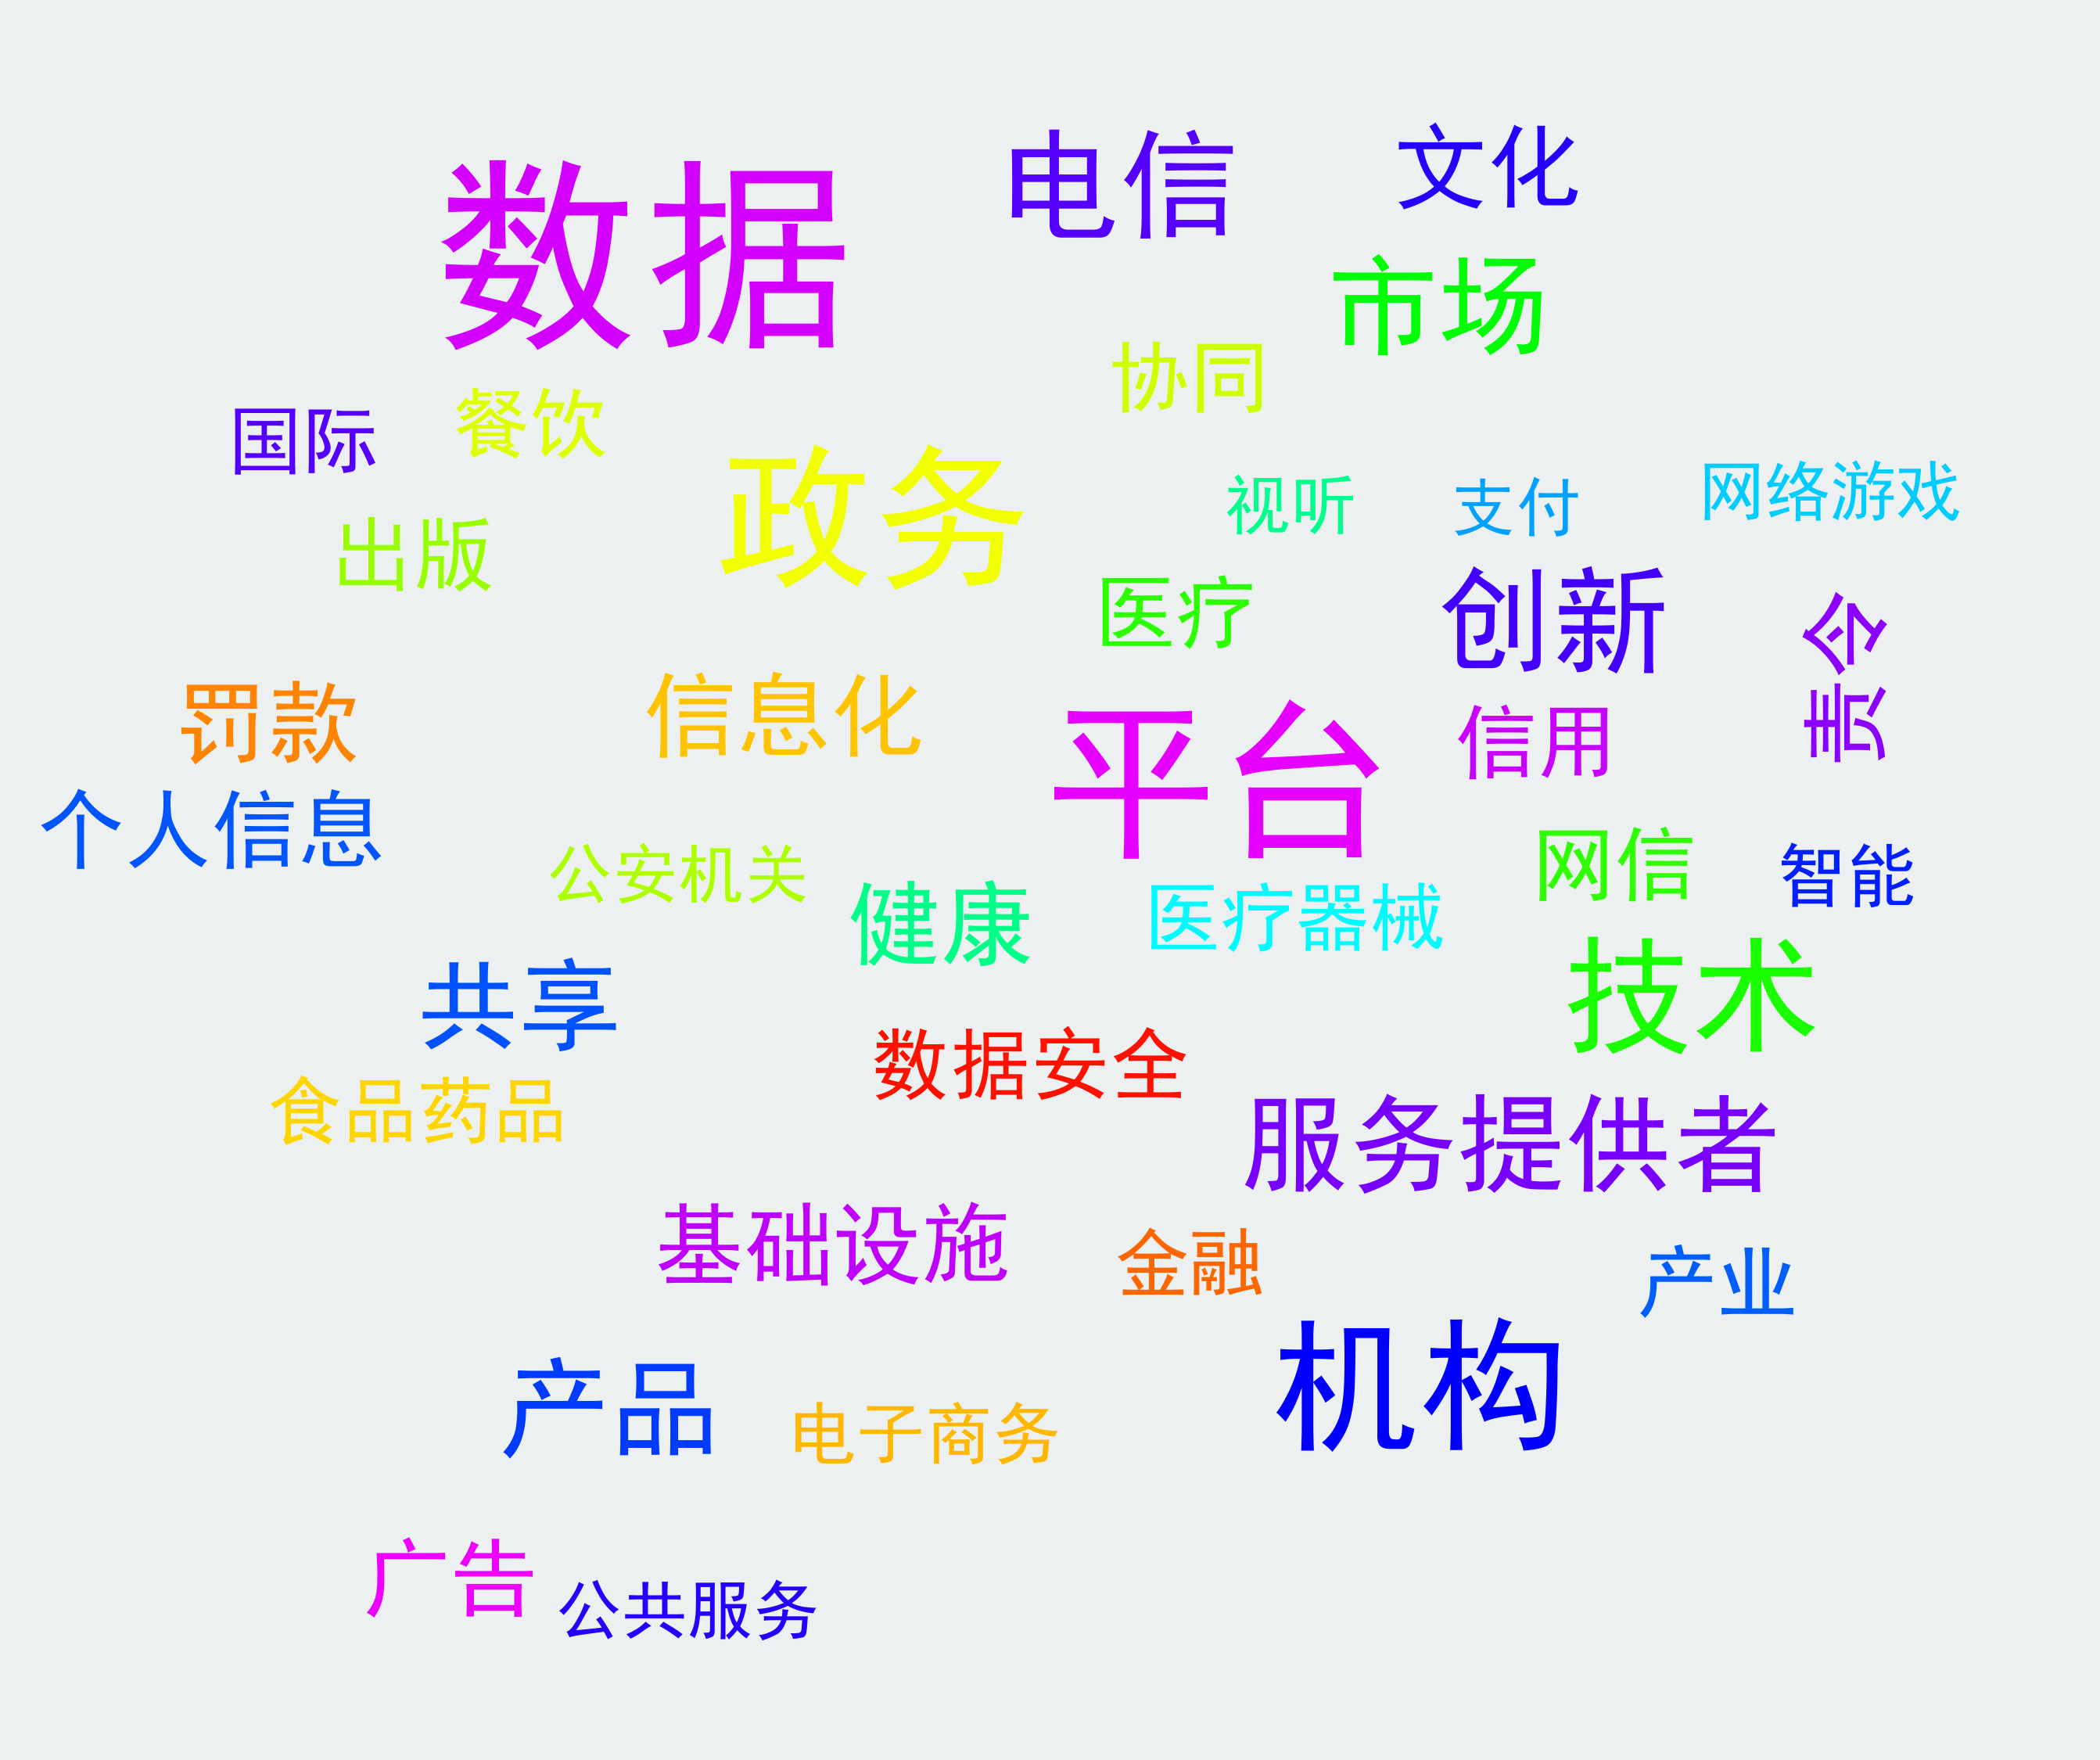 电信
文化
数据
市场
协同
餐饮
国际
政务
视听
支付
网络游戏
出版
医疗
创新
企业
罚款
信息化
平台
信用
个人信息
公安机关
网信
智能
健康
医疗器械
共享
技术
数据安全
食品药品
服务提供者
基础设施
金融
产业
产品
机构
电子商务
广告
公共服务